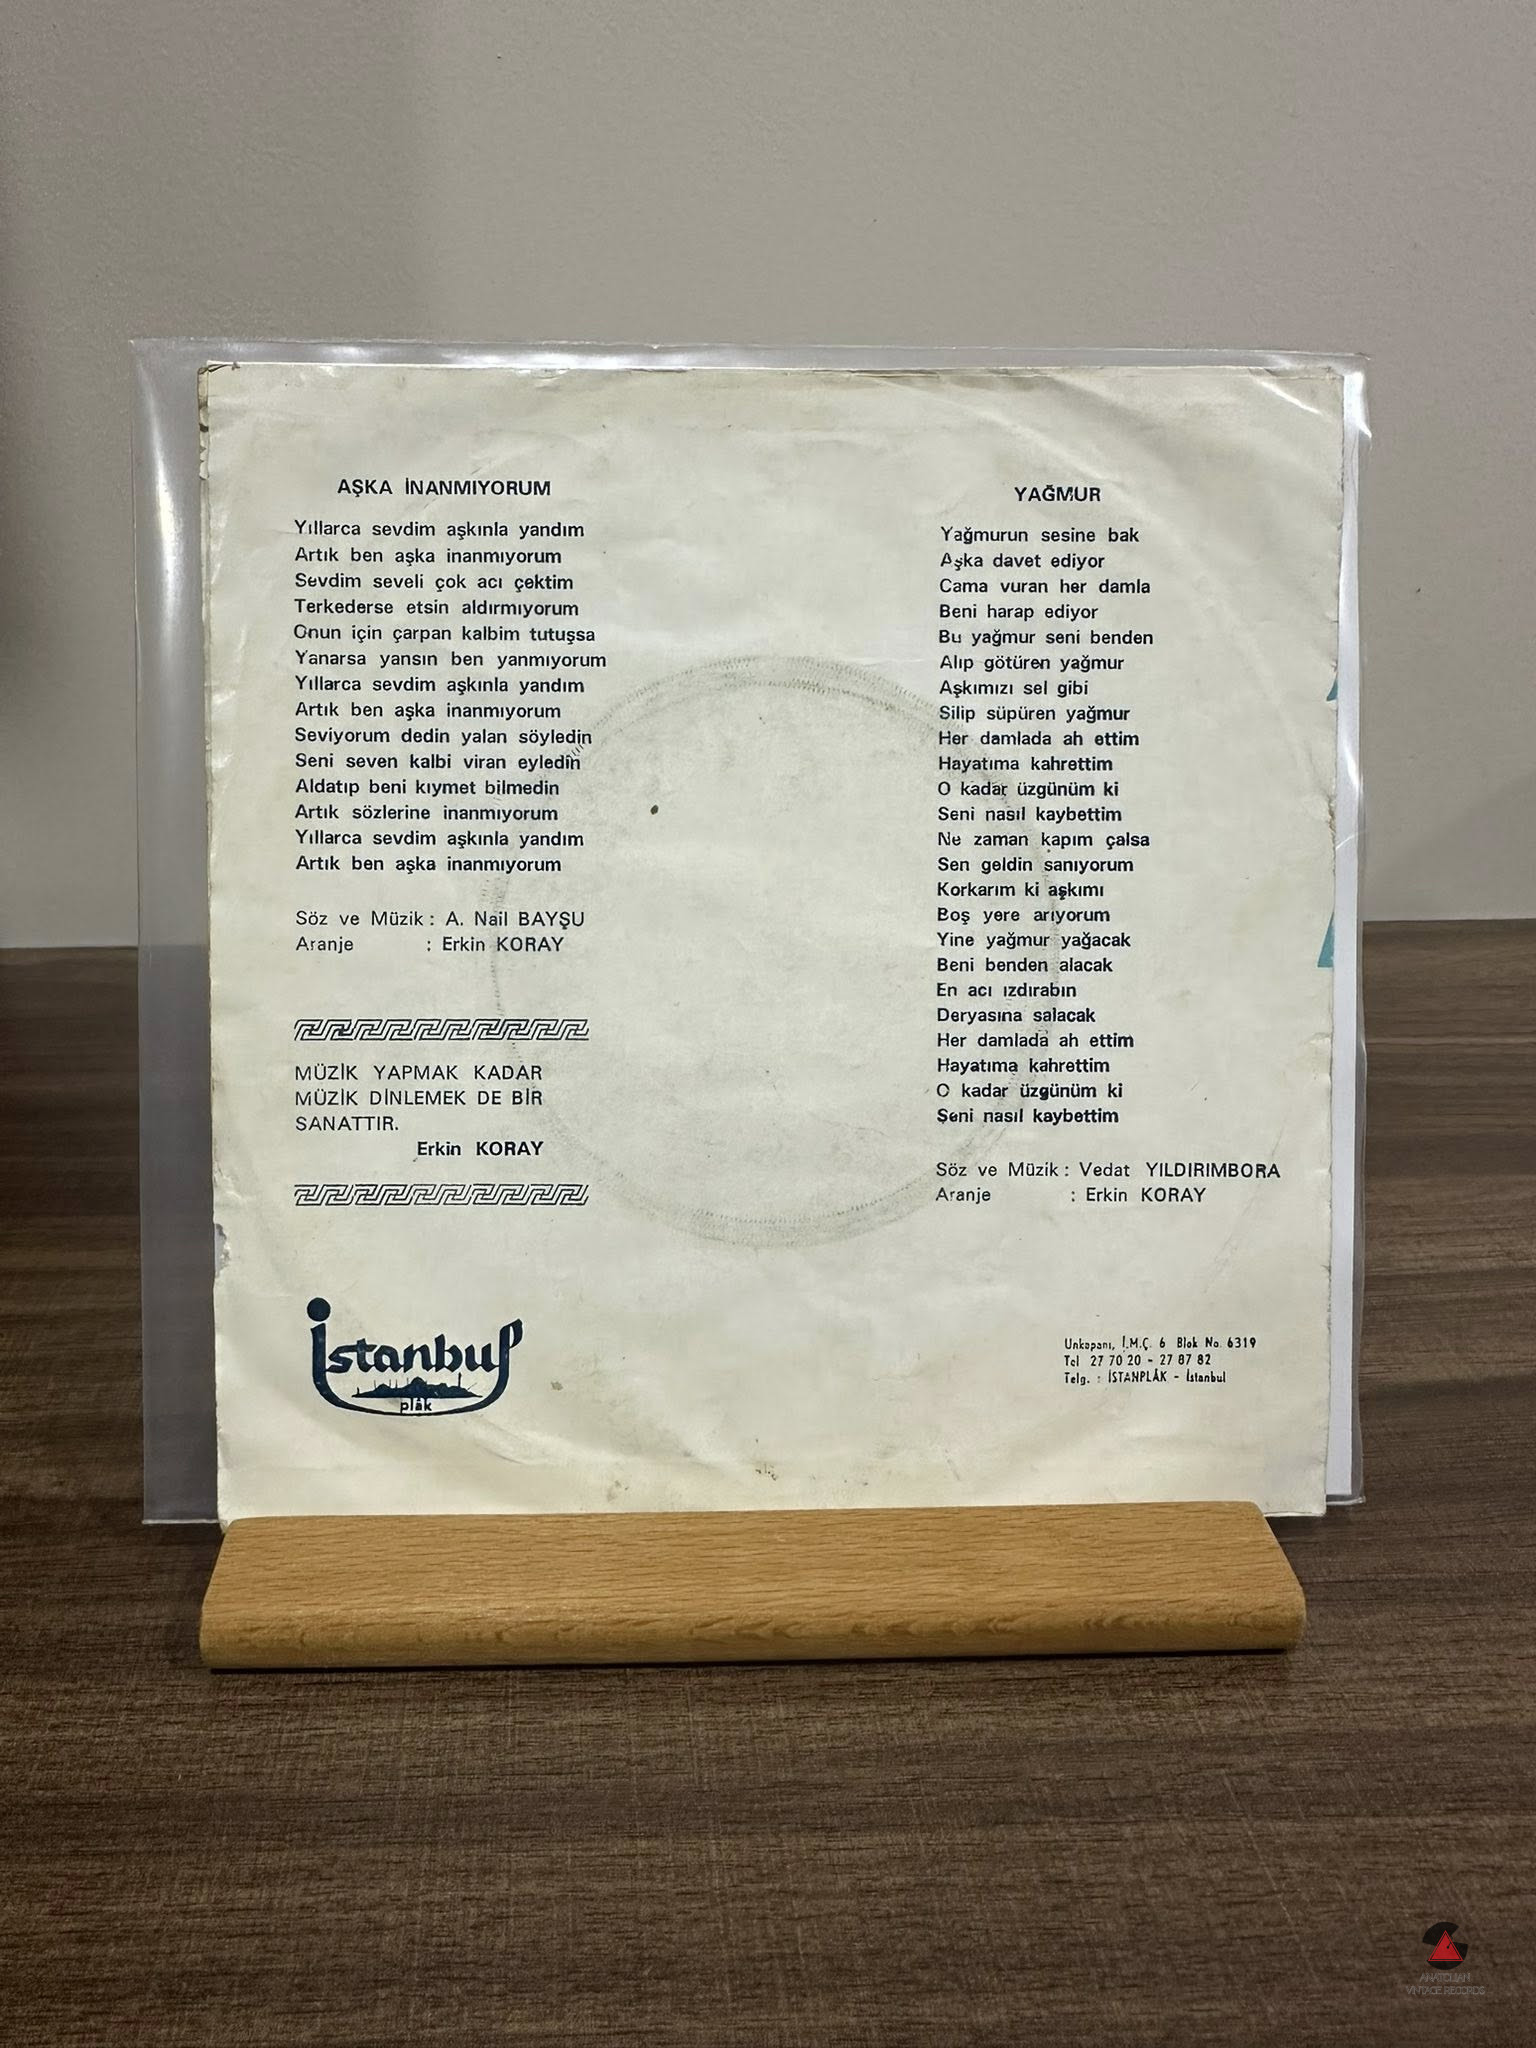 AŞKA İNANMIYORUM
Yıllarca sevdim aşkınla yandım
Artık ben aşka inanmıyorum
Sevdim seveli çok acı çektim
Terkederse etsin aldırmıyorum
Onun için çarpan kalbim tutuşsa
Yanarsa yansın ben yanmıyorum
Yıllarca sevdim aşkınla yandım
Artık ben aşka inanmıyorum
Seviyorum dedin yalan söyledin
Seni seven kalbi viran eyledin
Aldatıp beni kıymet bilmedin
Artık sözlerine inanmıyorum
Yıllarca sevdim aşkınla yandım
Artık ben aşka inanmıyorum
Söz ve Müzik : A. Nail BAYŞU
Aranje : Erkin KORAY
MÜZİK YAPMAK KADAR
MÜZİK DİNLEMEK DE BİR
SANATTIR.
Erkin KORAY
İstanbul
plâk
YAĞMUR
Yağmurun sesine bak
Aşka davet ediyor
Cama vuran her damla
Beni harap ediyor
Bu yağmur seni benden
Alıp götüren yağmur
Aşkımızı sel gibi
Silip süpüren yağmur
Her damlada ah ettim
Hayatıma kahrettim
O kadar üzgünüm ki
Seni nasıl kaybettim
Ne zaman kapım çalsa
Sen geldin sanıyorum
Korkarım ki aşkımı
Boş yere arıyorum
Yine yağmur yağacak
Beni benden alacak
En acı ızdırabın
Deryasına salacak
Her damlada ah ettim
Hayatıma kahrettim
O kadar üzgünüm ki
Seni nasıl kaybettim
Söz ve Müzik : Vedat YILDIRIMBORA
Aranje : Erkin KORAY
Unkapanı, İ.M.Ç. 6 Blok No. 6319
Tel 27 70 20 - 27 87 82
Telg. : İSTANPLÂK - İstanbul
ANATOLIAN
VINTAGE RECORDS